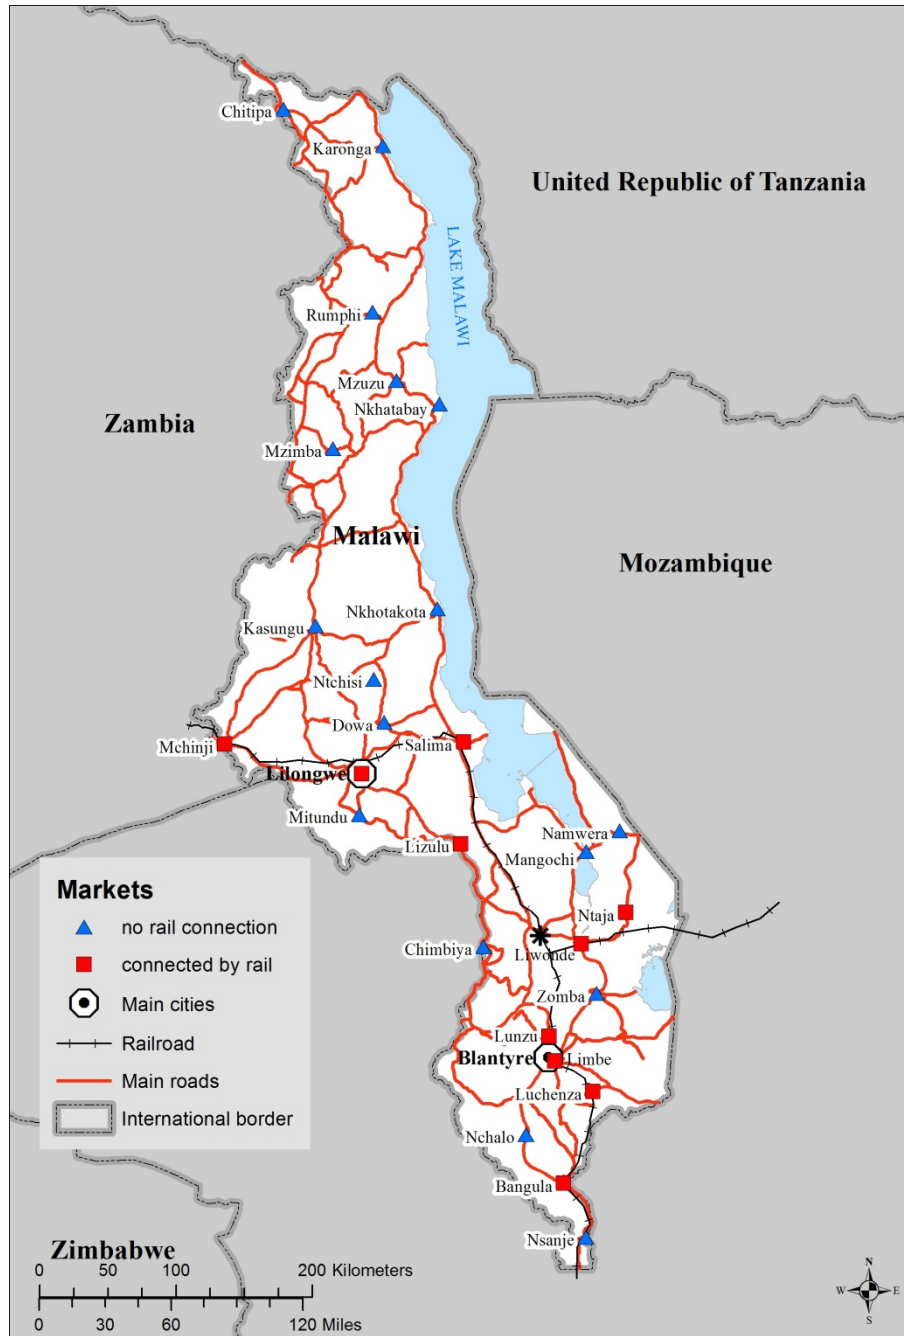 Chitipa
Karonga
United Republic of Tanzania
LAKE MALAWI
Rumphi
Mzuzu
Nkhatabay
Zambia
Mzimba
Malawi
Mozambique
Nkhotakota
Kasungu
Ntchisi
Dowa
Mchinji
Salima
Lilongwe
Mitundu
Namwera
Lizulu
Mangochi
Ntaja
Chimbiya
Liwonde
Zomba
Lunzu
Blantyre
Limbe
Luchenza
Nchalo
Bangula
Nsanje
Markets
no rail connection
connected by rail
Main cities
Railroad
Main roads
International border
Zimbabwe
0 50 100 200 Kilometers
0 30 60 120 Miles
N
W E
S